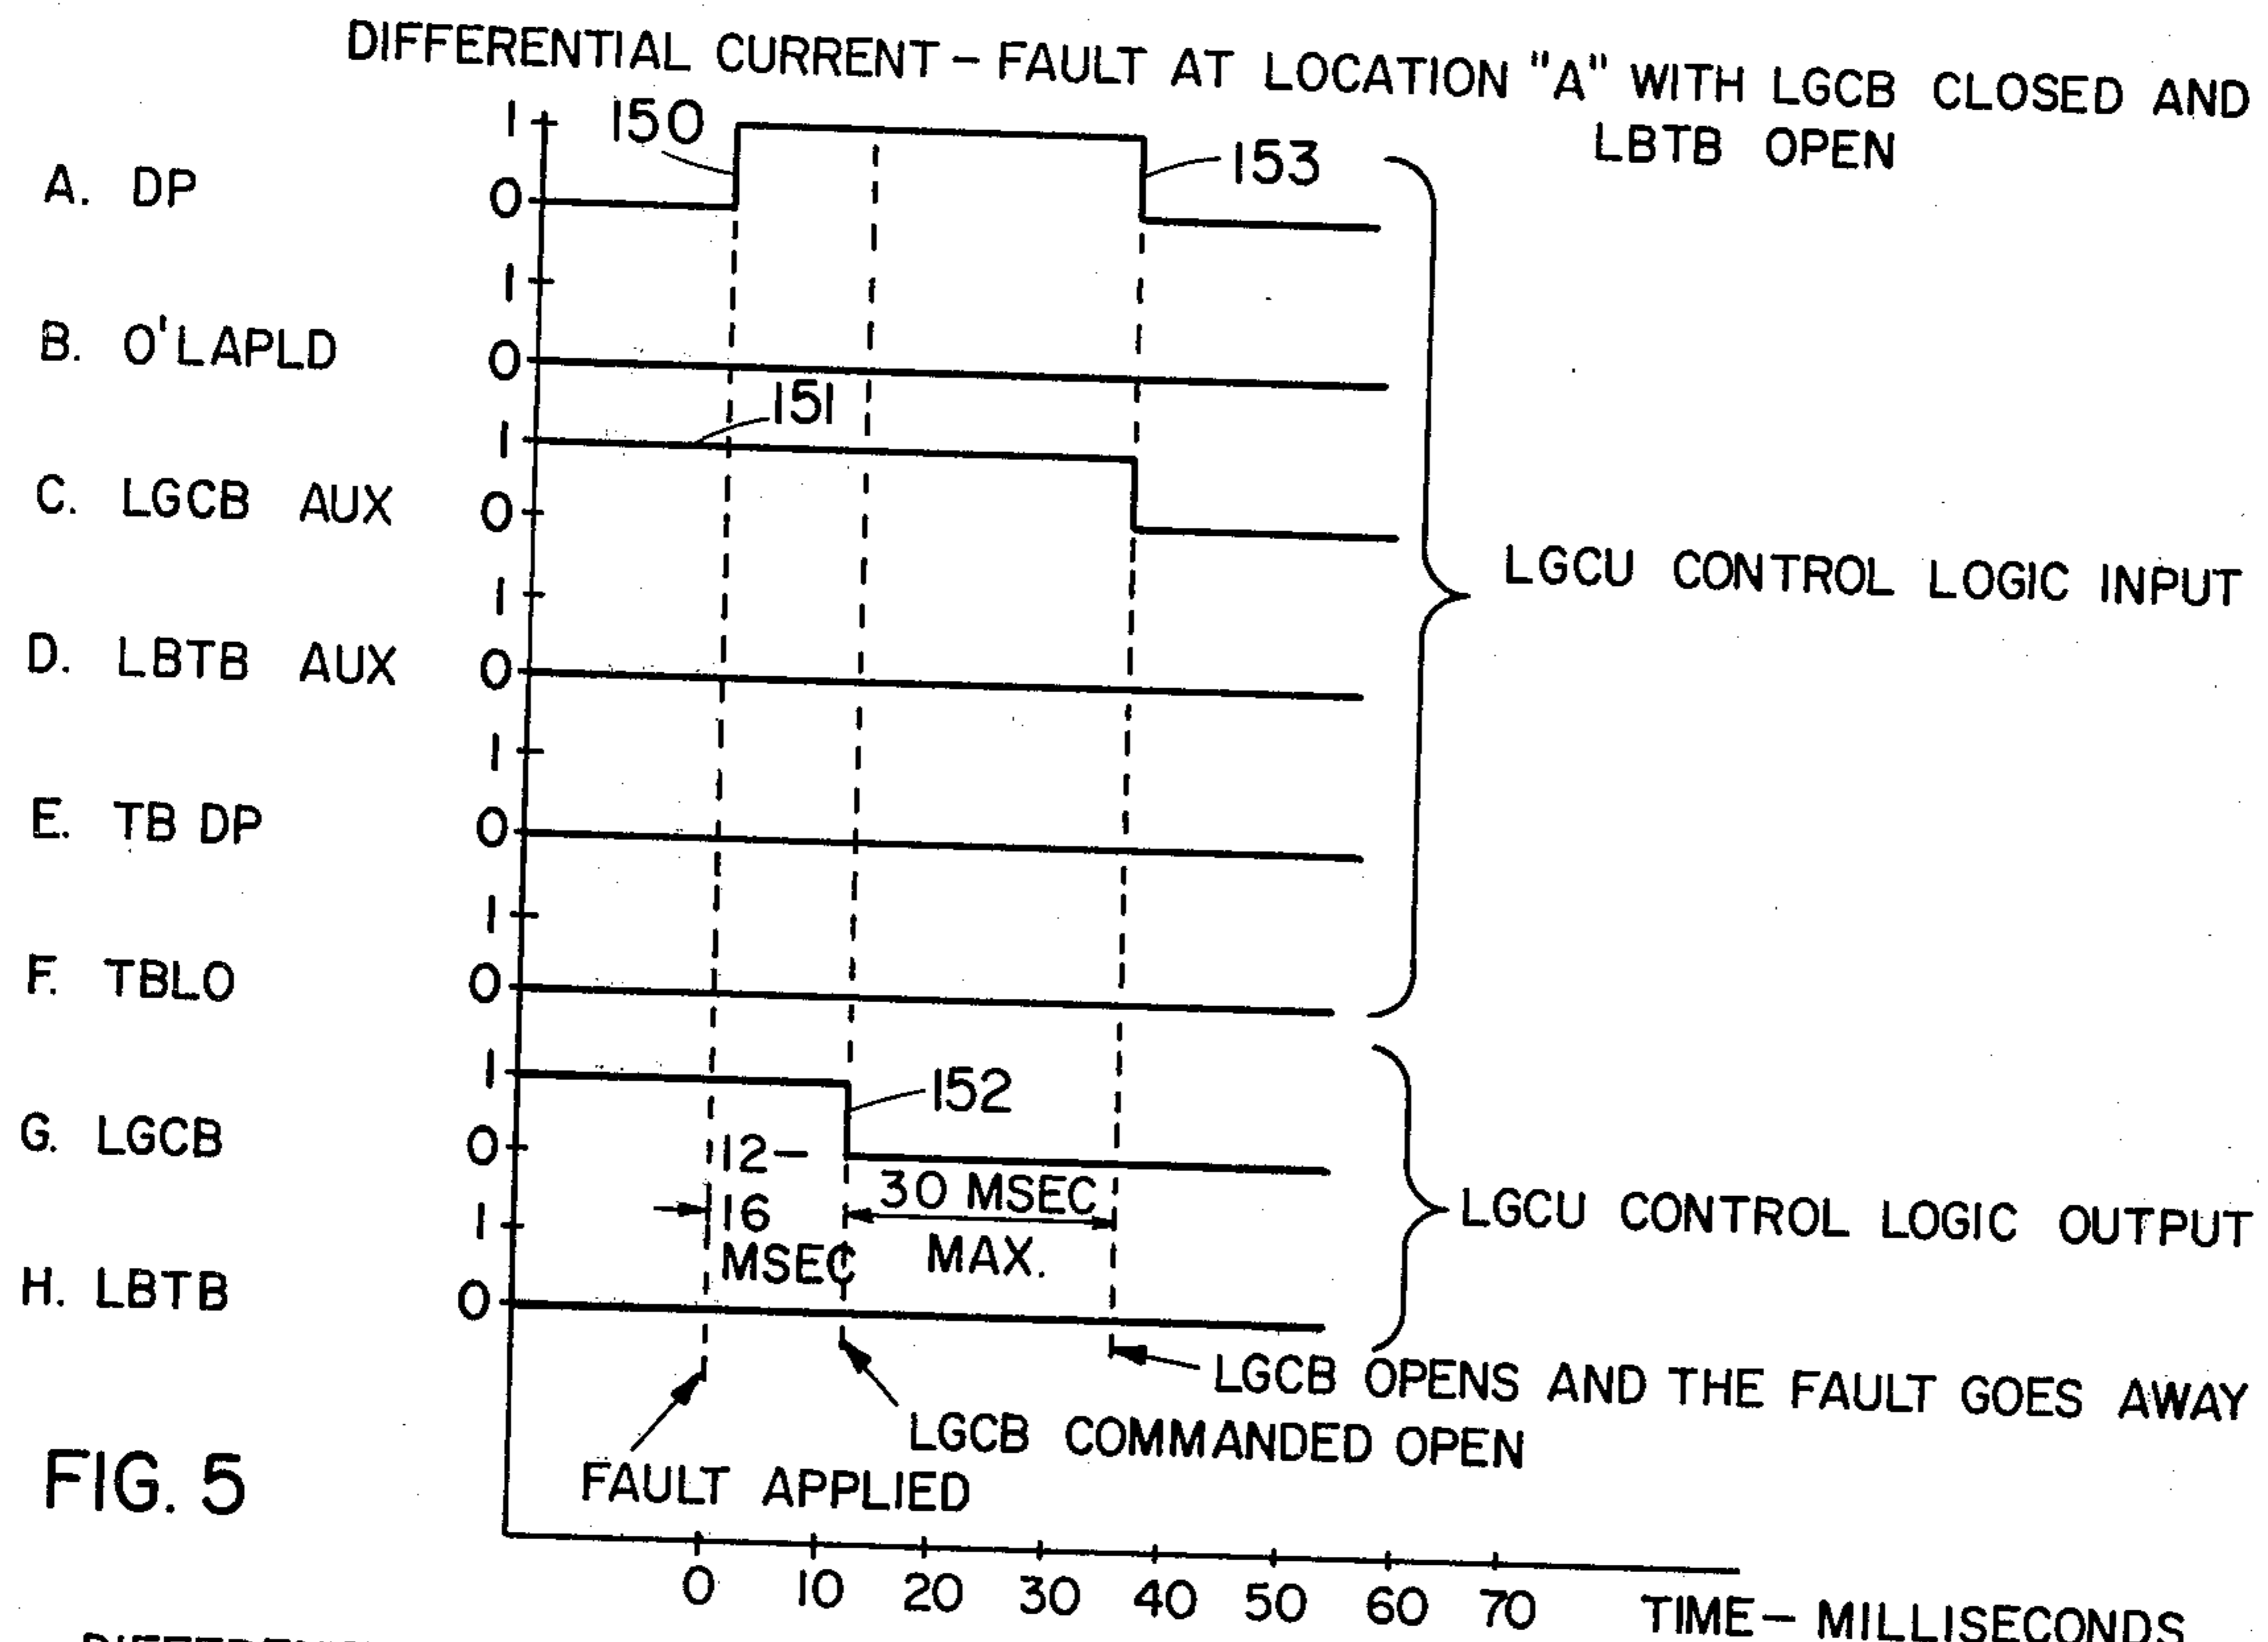 DIFFERENTIAL CURRENT – FAULT AT LOCATION "A" WITH LGCB CLOSED AND
LBTB OPEN
A. DP
1
0
150
153
B. O'LAPLD
1
0
151
C. LGCB AUX
1
0
LGCU CONTROL LOGIC INPUT
D. LBTB AUX
1
0
E. TB DP
1
0
F. TBLO
1
0
G. LGCB
1
0
152
12–
16
MSEC
30 MSEC
MAX.
LGCU CONTROL LOGIC OUTPUT
H. LBTB
1
0
LGCB OPENS AND THE FAULT GOES AWAY
LGCB COMMANDED OPEN
FAULT APPLIED
FIG. 5
0 10 20 30 40 50 60 70
TIME – MILLISECONDS